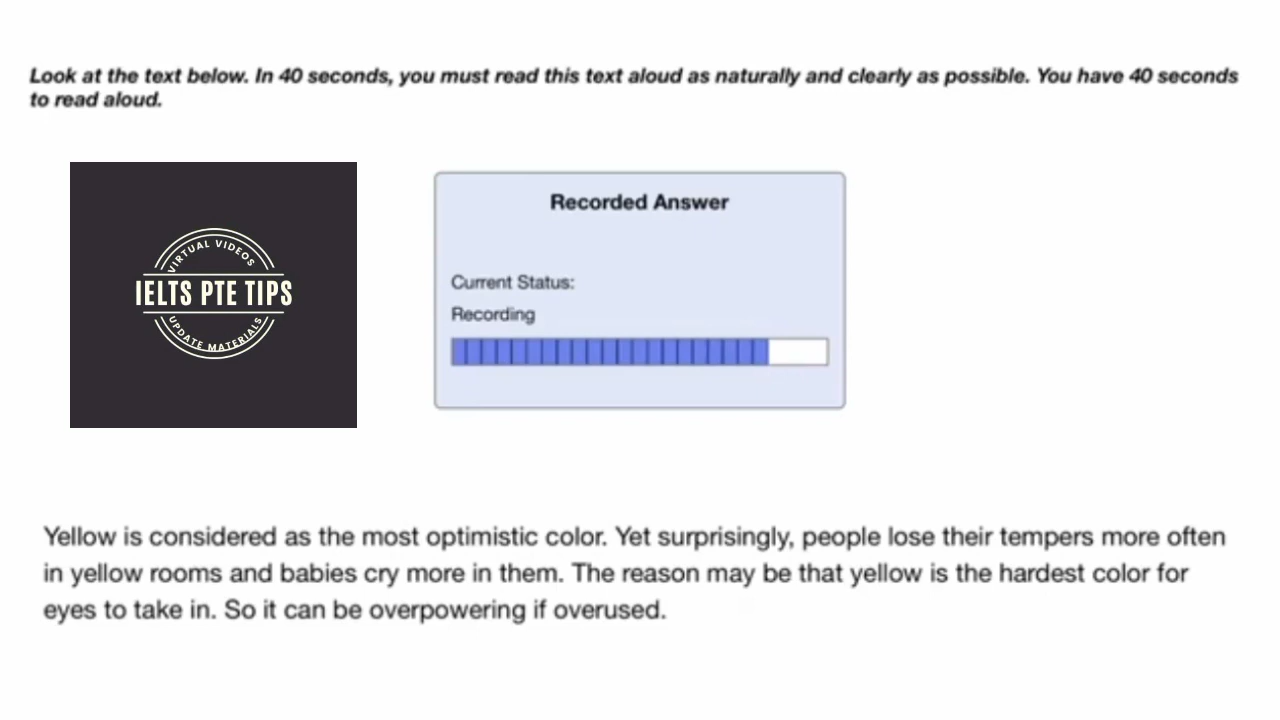 Look at the text below. In 40 seconds, you must read this text aloud as naturally and clearly as possible. You have 40 seconds
to read aloud.
VIRTUAL VIDEOS
IELTS PTE TIPS
UPDATE MATERIALS
Recorded Answer
Current Status:
Recording
Yellow is considered as the most optimistic color. Yet surprisingly, people lose their tempers more often
in yellow rooms and babies cry more in them. The reason may be that yellow is the hardest color for
eyes to take in. So it can be overpowering if overused.